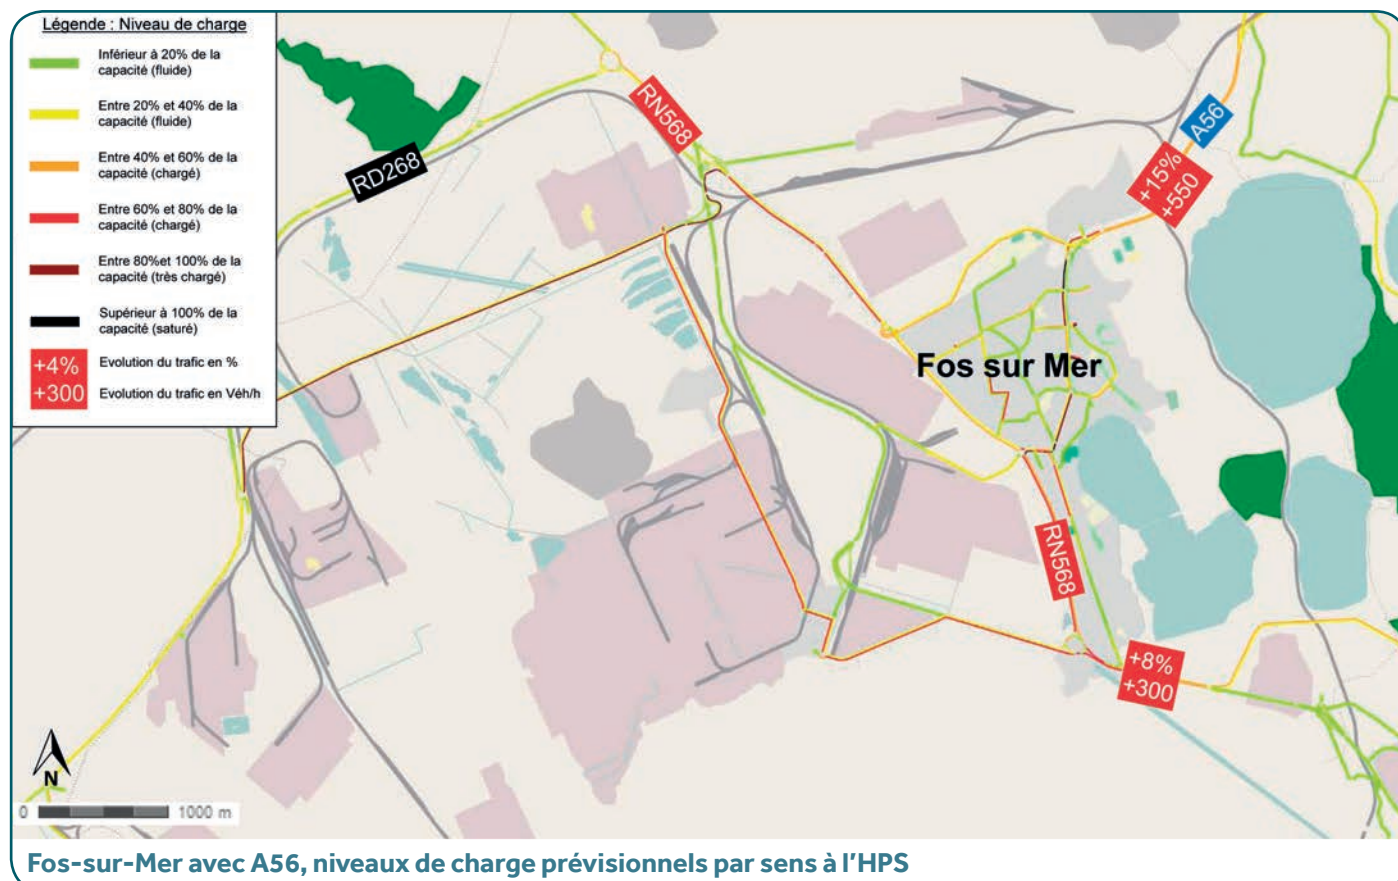 Légende : Niveau de charge
Inférieur à 20% de la
capacité (fluide)
Entre 20% et 40% de la
capacité (fluide)
Entre 40% et 60% de la
capacité (chargé)
Entre 60% et 80% de la
capacité (chargé)
Entre 80%et 100% de la
capacité (très chargé)
Supérieur à 100% de la
capacité (saturé)
+4%
Evolution du trafic en %
+300
Evolution du trafic en Véh/h
RN568
RD268
A56
+15%
+550
Fos sur Mer
RN568
+8%
+300
N
0
1000 m
Fos-sur-Mer avec A56, niveaux de charge prévisionnels par sens à l'HPS